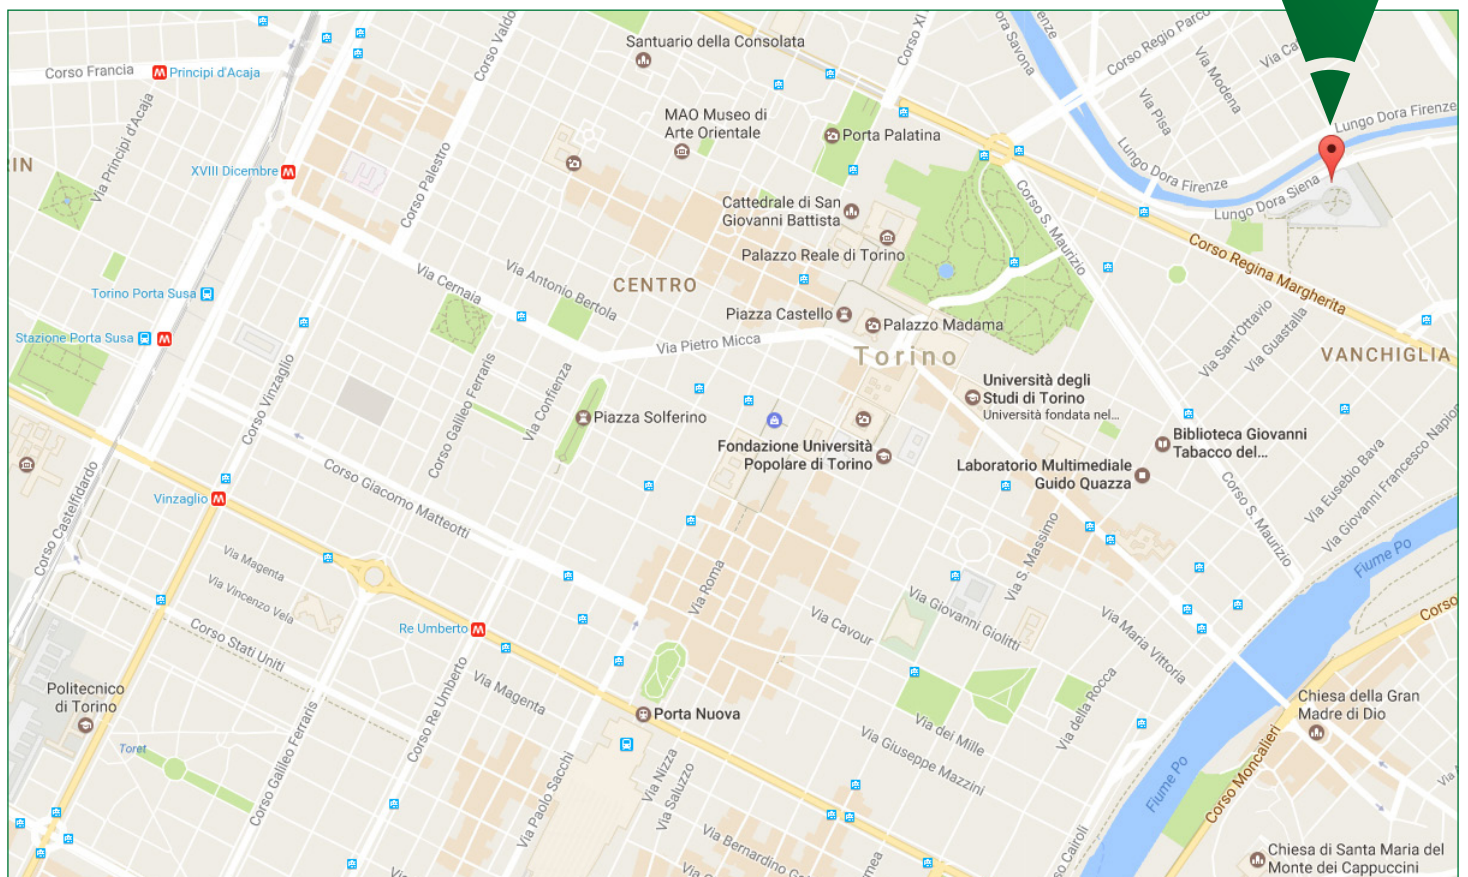 Santuario della Consolata
Corso Francia
Principi d'Acaja
Corso Valdo
Corso XI
Dora Savona
Corso Regio Parco
Via Modena
Via Pisa
Lungo Dora Firenze
Via Principi d'Acaja
XVIII Dicembre
Corso Palestro
MAO Museo di
Arte Orientale
Porta Palatina
Lungo Dora Firenze
Lungo Dora Siena
Cattedrale di San
Giovanni Battista
Palazzo Reale di Torino
Corso S. Maurizio
Corso Regina Margherita
Via Cernaia
Via Antonio Bertola
CENTRO
Torino Porta Susa
Stazione Porta Susa
Piazza Castello
Palazzo Madama
Via Pietro Micca
Torino
Via Sant'Ottavio
Via Guastalla
VANCHIGLIA
Corso Vinzaglio
Corso Galileo Ferraris
Via Confienza
Piazza Solferino
Università degli
Studi di Torino
Università fondata nel...
Fondazione Università
Popolare di Torino
Biblioteca Giovanni
Tabacco del...
Laboratorio Multimediale
Guido Quazza
Corso S. Maurizio
Via Eusebio Bava
Via Giovanni Francesco Napio
Corso Castelfidardo
Vinzaglio
Corso Giacomo Matteotti
Via Magenta
Via Vincenzo Vela
Corso Stati Uniti
Via Roma
Via S. Massimo
Fiume Po
Via Cavour
Via Giovanni Giolitti
Via Maria Vittoria
Corso
Re Umberto
Politecnico
di Torino
Toret
Corso Galileo Ferraris
Corso Re Umberto
Via Magenta
Porta Nuova
Via dei Mille
Via della Rocca
Via Giuseppe Mazzini
Chiesa della Gran
Madre di Dio
Corso Moncalieri
Fiume Po
Via Paolo Sacchi
Via Nizza
Via Saluzzo
Via Bernardino Ga
so Cairoli
Chiesa di Santa Maria del
Monte dei Cappuccini